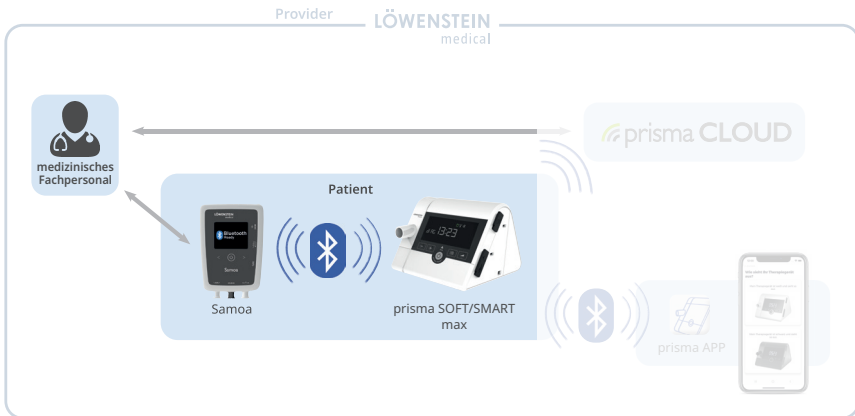 Provider
LÖWENSTEIN
medical
prisma CLOUD
medizinisches
Fachpersonal
Patient
LÖWENSTEIN
Bluetooth
Ready
Samoa
13:23
Samoa
prisma SOFT/SMART
max
prisma APP